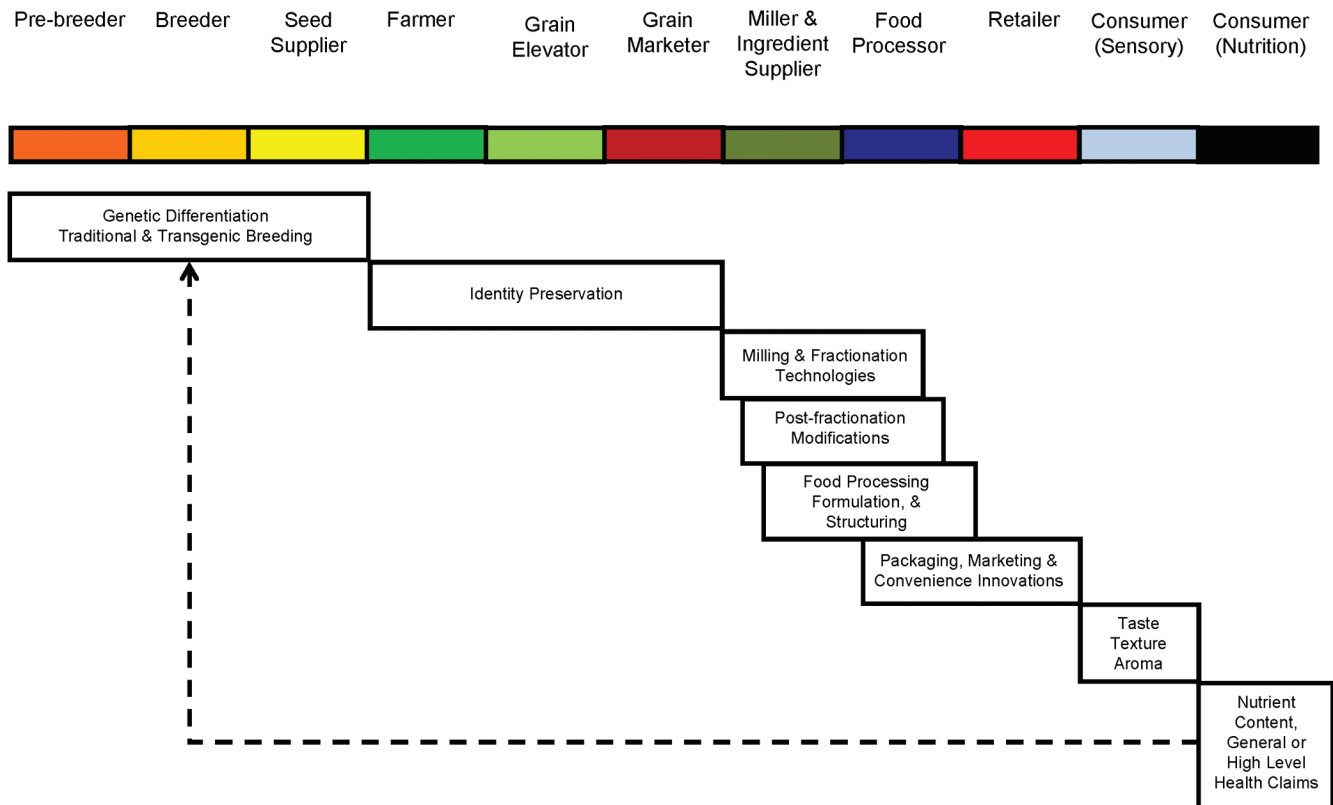 Pre-breeder
Breeder
Seed
Supplier
Farmer
Grain
Elevator
Grain
Marketer
Miller &
Ingredient
Supplier
Food
Processor
Retailer
Consumer
(Sensory)
Consumer
(Nutrition)
Genetic Differentiation
Traditional & Transgenic Breeding
Identity Preservation
Milling & Fractionation
Technologies
Post-fractionation
Modifications
Food Processing
Formulation, &
Structuring
Packaging, Marketing &
Convenience Innovations
Taste
Texture
Aroma
Nutrient
Content,
General or
High Level
Health Claims